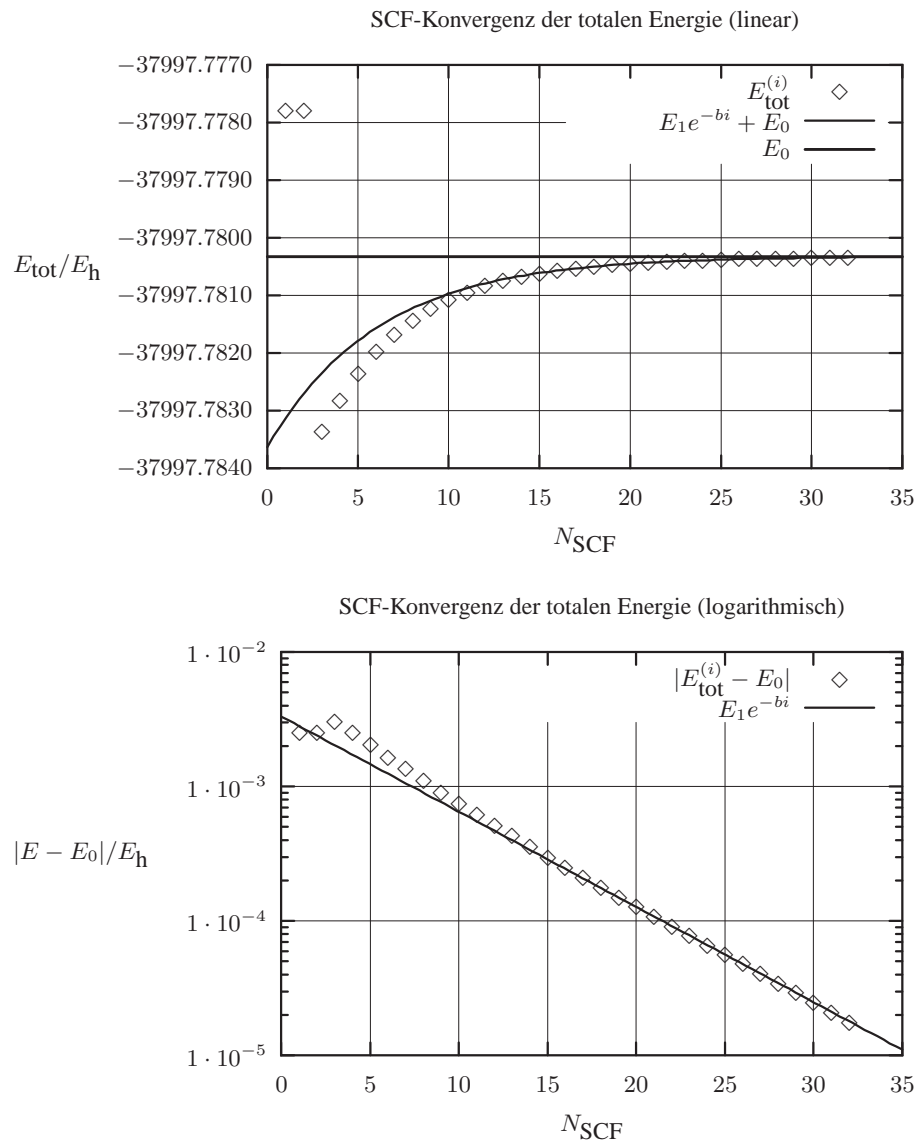 SCF-Konvergenz der totalen Energie (linear)
−37997.7770
−37997.7780
−37997.7790
−37997.7800
−37997.7810
−37997.7820
−37997.7830
−37997.7840
E_tot/E_h
E_tot^(i)
E_1e^{−bi} + E_0
E_0
0 5 10 15 20 25 30 35
N_SCF
SCF-Konvergenz der totalen Energie (logarithmisch)
1 · 10^{−2}
1 · 10^{−3}
1 · 10^{−4}
1 · 10^{−5}
|E − E_0|/E_h
|E_tot^(i) − E_0|
E_1e^{−bi}
0 5 10 15 20 25 30 35
N_SCF